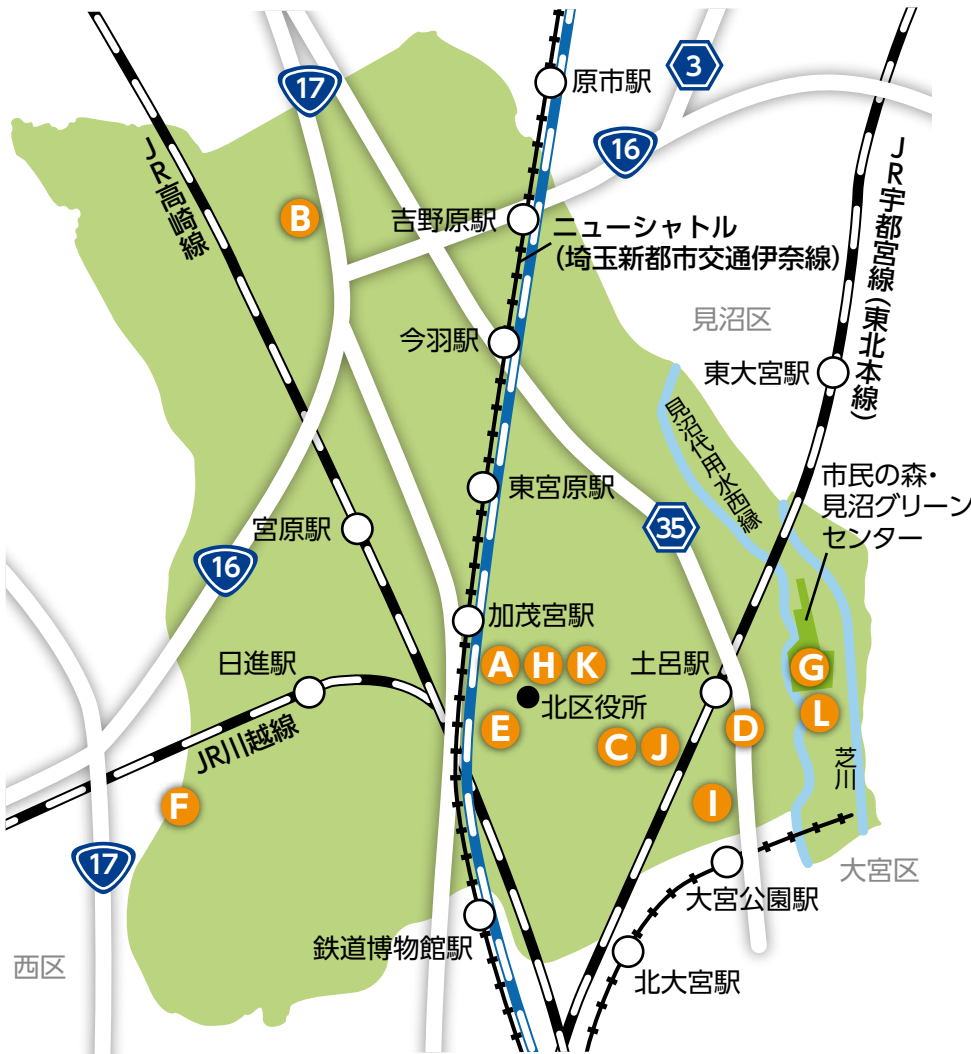 原市駅
3
17
16
JR高崎線
JR宇都宮線(東北本線)
B
吉野原駅
ニューシャトル
(埼玉新都市交通伊奈線)
見沼区
今羽駅
東大宮駅
見沼代用水西縁
市民の森・
見沼グリーン
センター
東宮原駅
35
宮原駅
16
加茂宮駅
日進駅
A
H
K
土呂駅
G
北区役所
L
E
D
C
J
JR川越線
芝川
F
I
17
大宮区
大宮公園駅
鉄道博物館駅
西区
北大宮駅